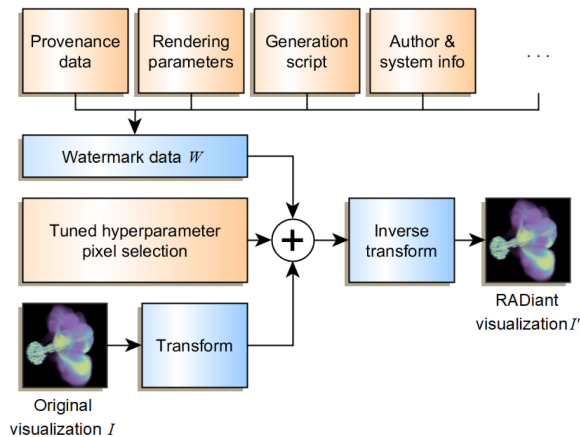 Provenance
data
Rendering
parameters
Generation
script
Author &
system info
...
Watermark data W
Tuned hyperparameter
pixel selection
+
Inverse
transform
RADiant
visualization I'
Transform
Original
visualization I